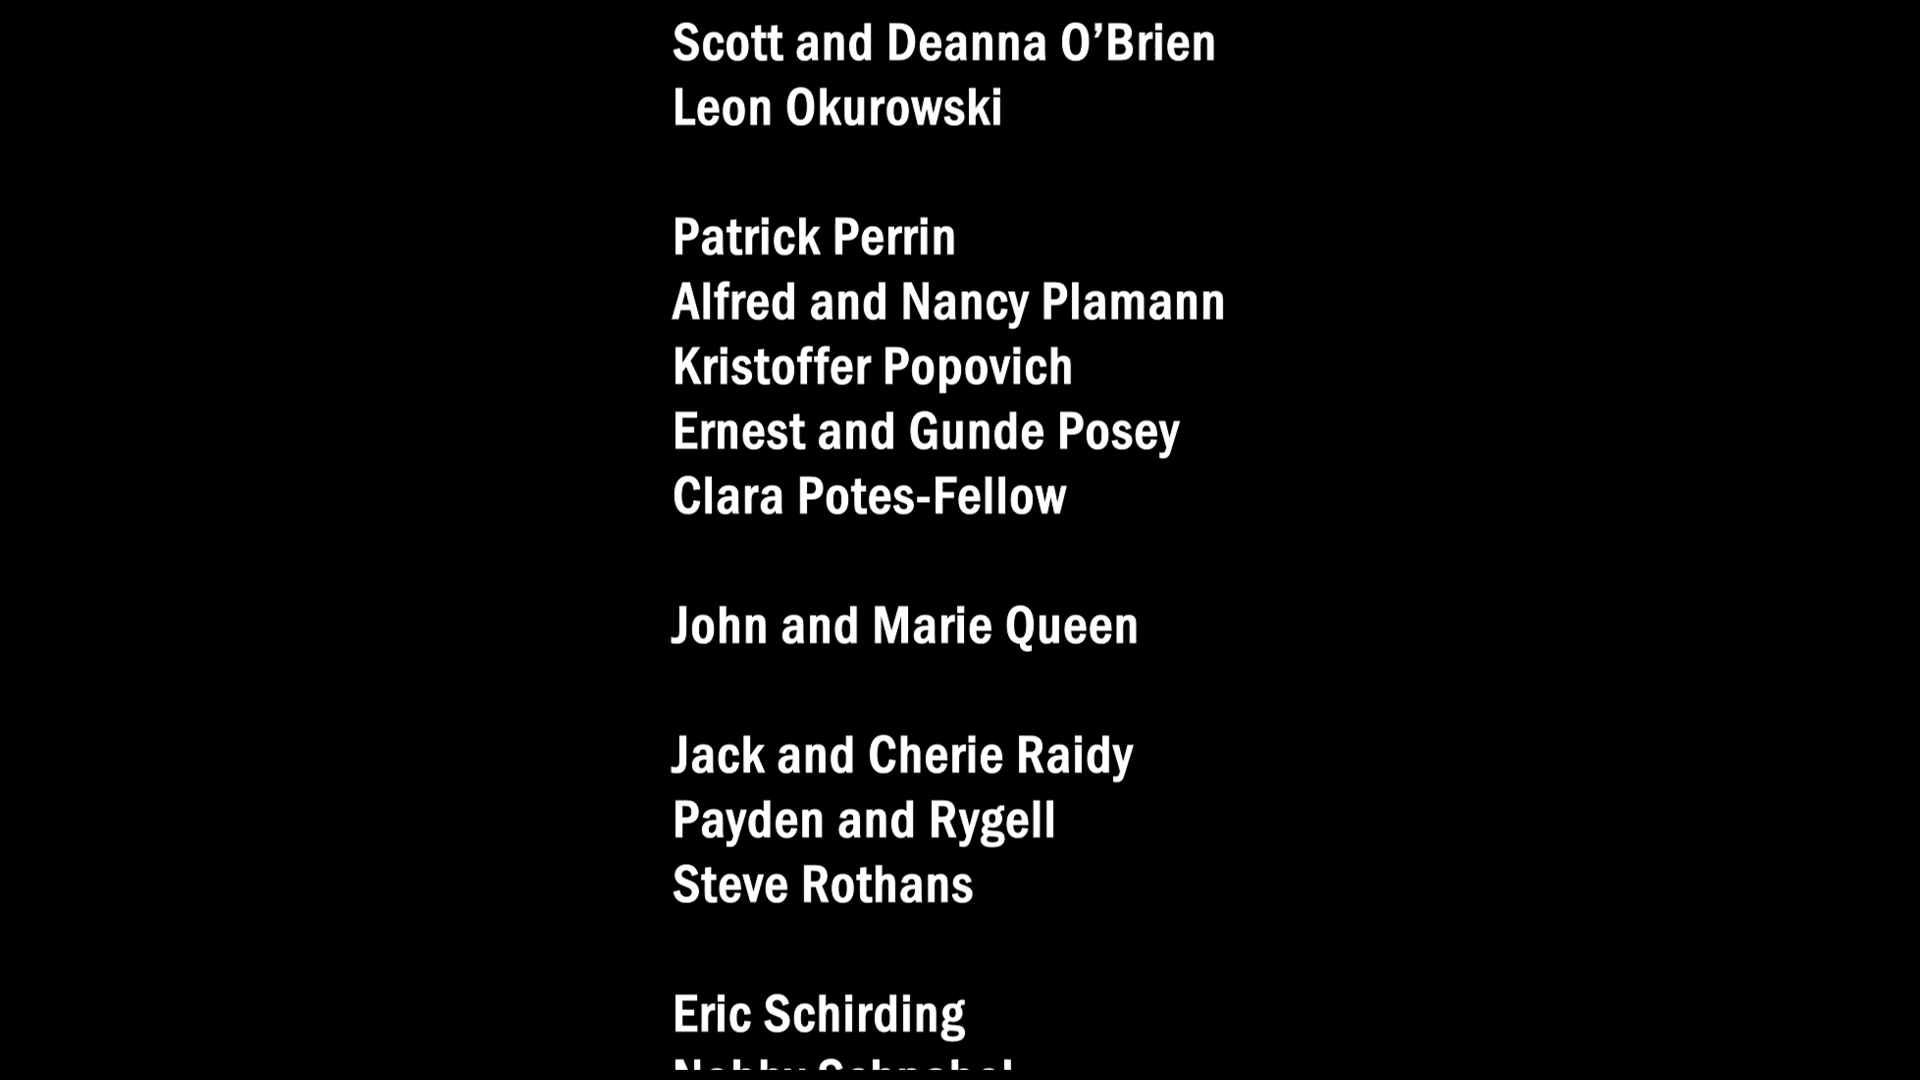 Scott and Deanna O’Brien
Leon Okurowski
Patrick Perrin
Alfred and Nancy Plamann
Kristoffer Popovich
Ernest and Gunde Posey
Clara Potes-Fellow
John and Marie Queen
Jack and Cherie Raidy
Payden and Rygell
Steve Rothans
Eric Schirding